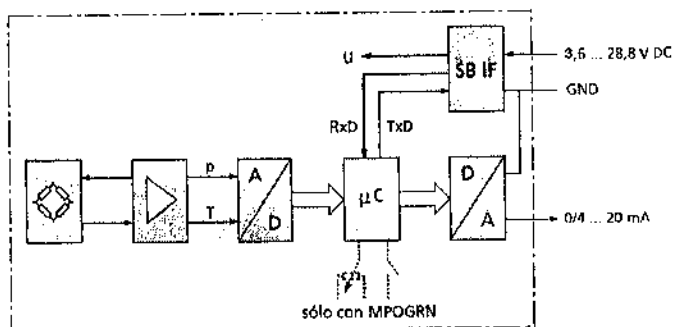 U
SB IF
3,6 ... 28,8 V DC
GND
RxD
TxD
p
T
A
D
µC
D
A
0/4 ... 20 mA
sólo con MPOGRN